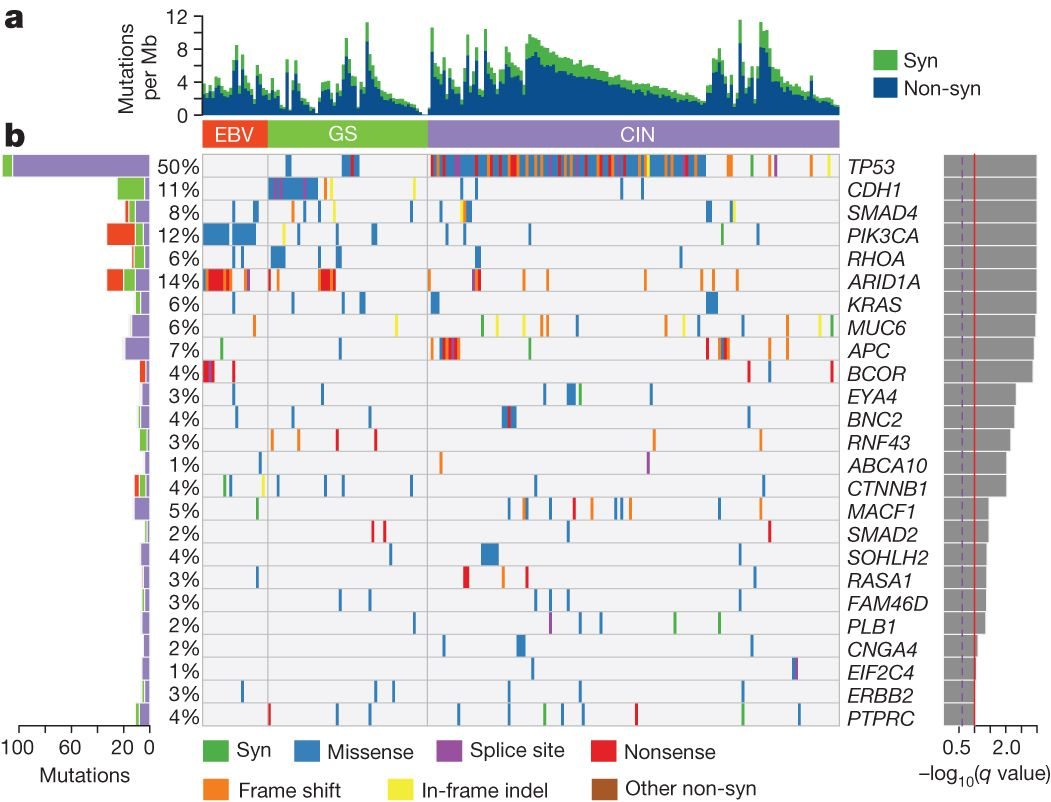 a
Mutations
per Mb
12
8
4
0
Syn
Non-syn
b
EBV GS CIN
50% TP53
11% CDH1
8% SMAD4
12% PIK3CA
6% RHOA
14% ARID1A
6% KRAS
6% MUC6
7% APC
4% BCOR
3% EYA4
4% BNC2
3% RNF43
1% ABCA10
4% CTNNB1
5% MACF1
2% SMAD2
4% SOHLH2
3% RASA1
3% FAM46D
2% PLB1
2% CNGA4
1% EIF2C4
3% ERBB2
4% PTPRC
100 60 20 0
Mutations
Syn Missense Splice site Nonsense
Frame shift In-frame indel Other non-syn
0.5 2.0
–log10(q value)